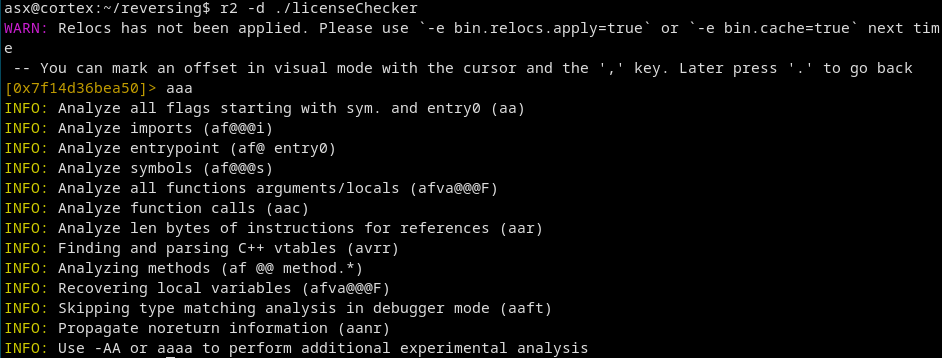 asx@cortex:~/reversing$ r2 -d ./licenseChecker
WARN: Relocs has not been applied. Please use `-e bin.relocs.apply=true` or `-e bin.cache=true` next tim
e
 -- You can mark an offset in visual mode with the cursor and the ',' key. Later press '.' to go back
[0x7f14d36bea50]> aaa
INFO: Analyze all flags starting with sym. and entry0 (aa)
INFO: Analyze imports (af@@@i)
INFO: Analyze entrypoint (af@ entry0)
INFO: Analyze symbols (af@@@s)
INFO: Analyze all functions arguments/locals (afva@@@F)
INFO: Analyze function calls (aac)
INFO: Analyze len bytes of instructions for references (aar)
INFO: Finding and parsing C++ vtables (avrr)
INFO: Analyzing methods (af @@ method.*)
INFO: Recovering local variables (afva@@@F)
INFO: Skipping type matching analysis in debugger mode (aaft)
INFO: Propagate noreturn information (aanr)
INFO: Use -AA or aaaa to perform additional experimental analysis